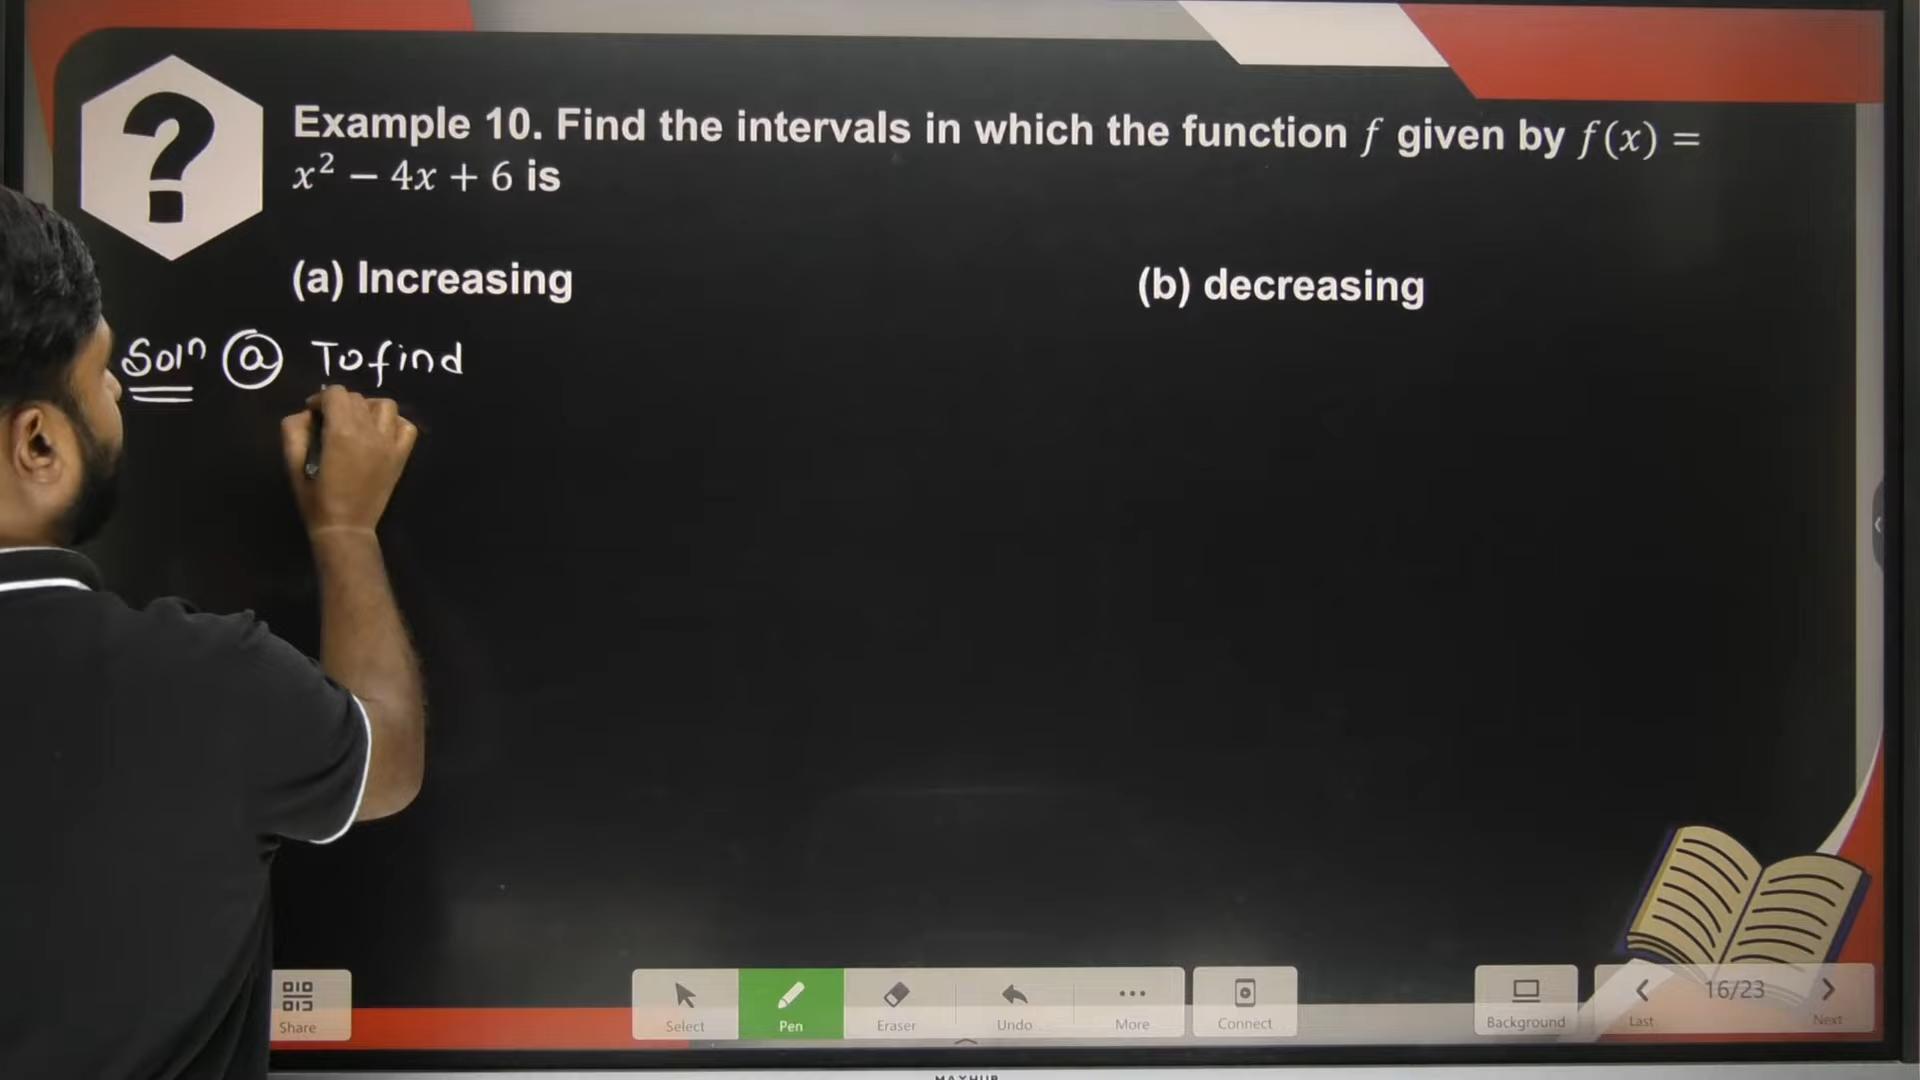 ?
Example 10. Find the intervals in which the function f given by f(x) =
x² − 4x + 6 is
(a) Increasing (b) decreasing
Solⁿ ⓐ To find
Share Select Pen Eraser Undo ... More Connect Background Last 16/23 Next
MAXHUB